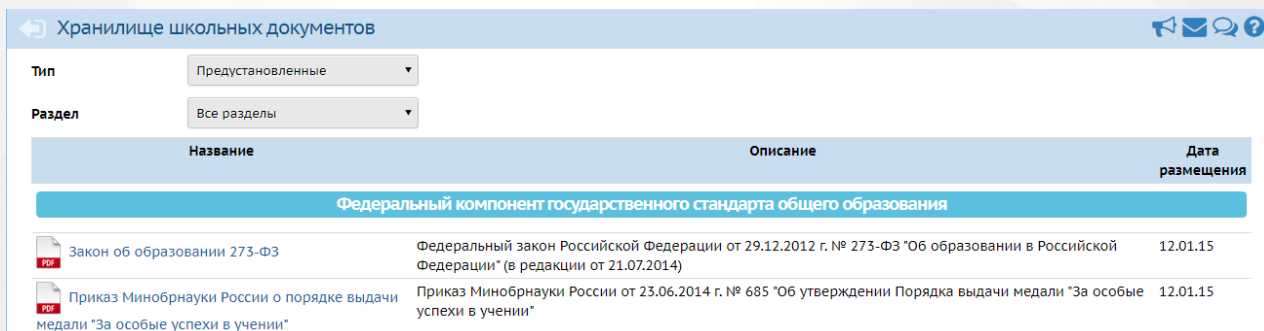 Хранилище школьных документов
Тип
Предустановленные
Раздел
Все разделы
Название
Описание
Дата
размещения
Федеральный компонент государственного стандарта общего образования
PDF
Закон об образовании 273-ФЗ
Федеральный закон Российской Федерации от 29.12.2012 г. № 273-ФЗ "Об образовании в Российской
Федерации" (в редакции от 21.07.2014)
12.01.15
PDF
Приказ Минобрнауки России о порядке выдачи
медали "За особые успехи в учении"
Приказ Минобрнауки России от 23.06.2014 г. № 685 "Об утверждении Порядка выдачи медали "За особые
успехи в учении"
12.01.15